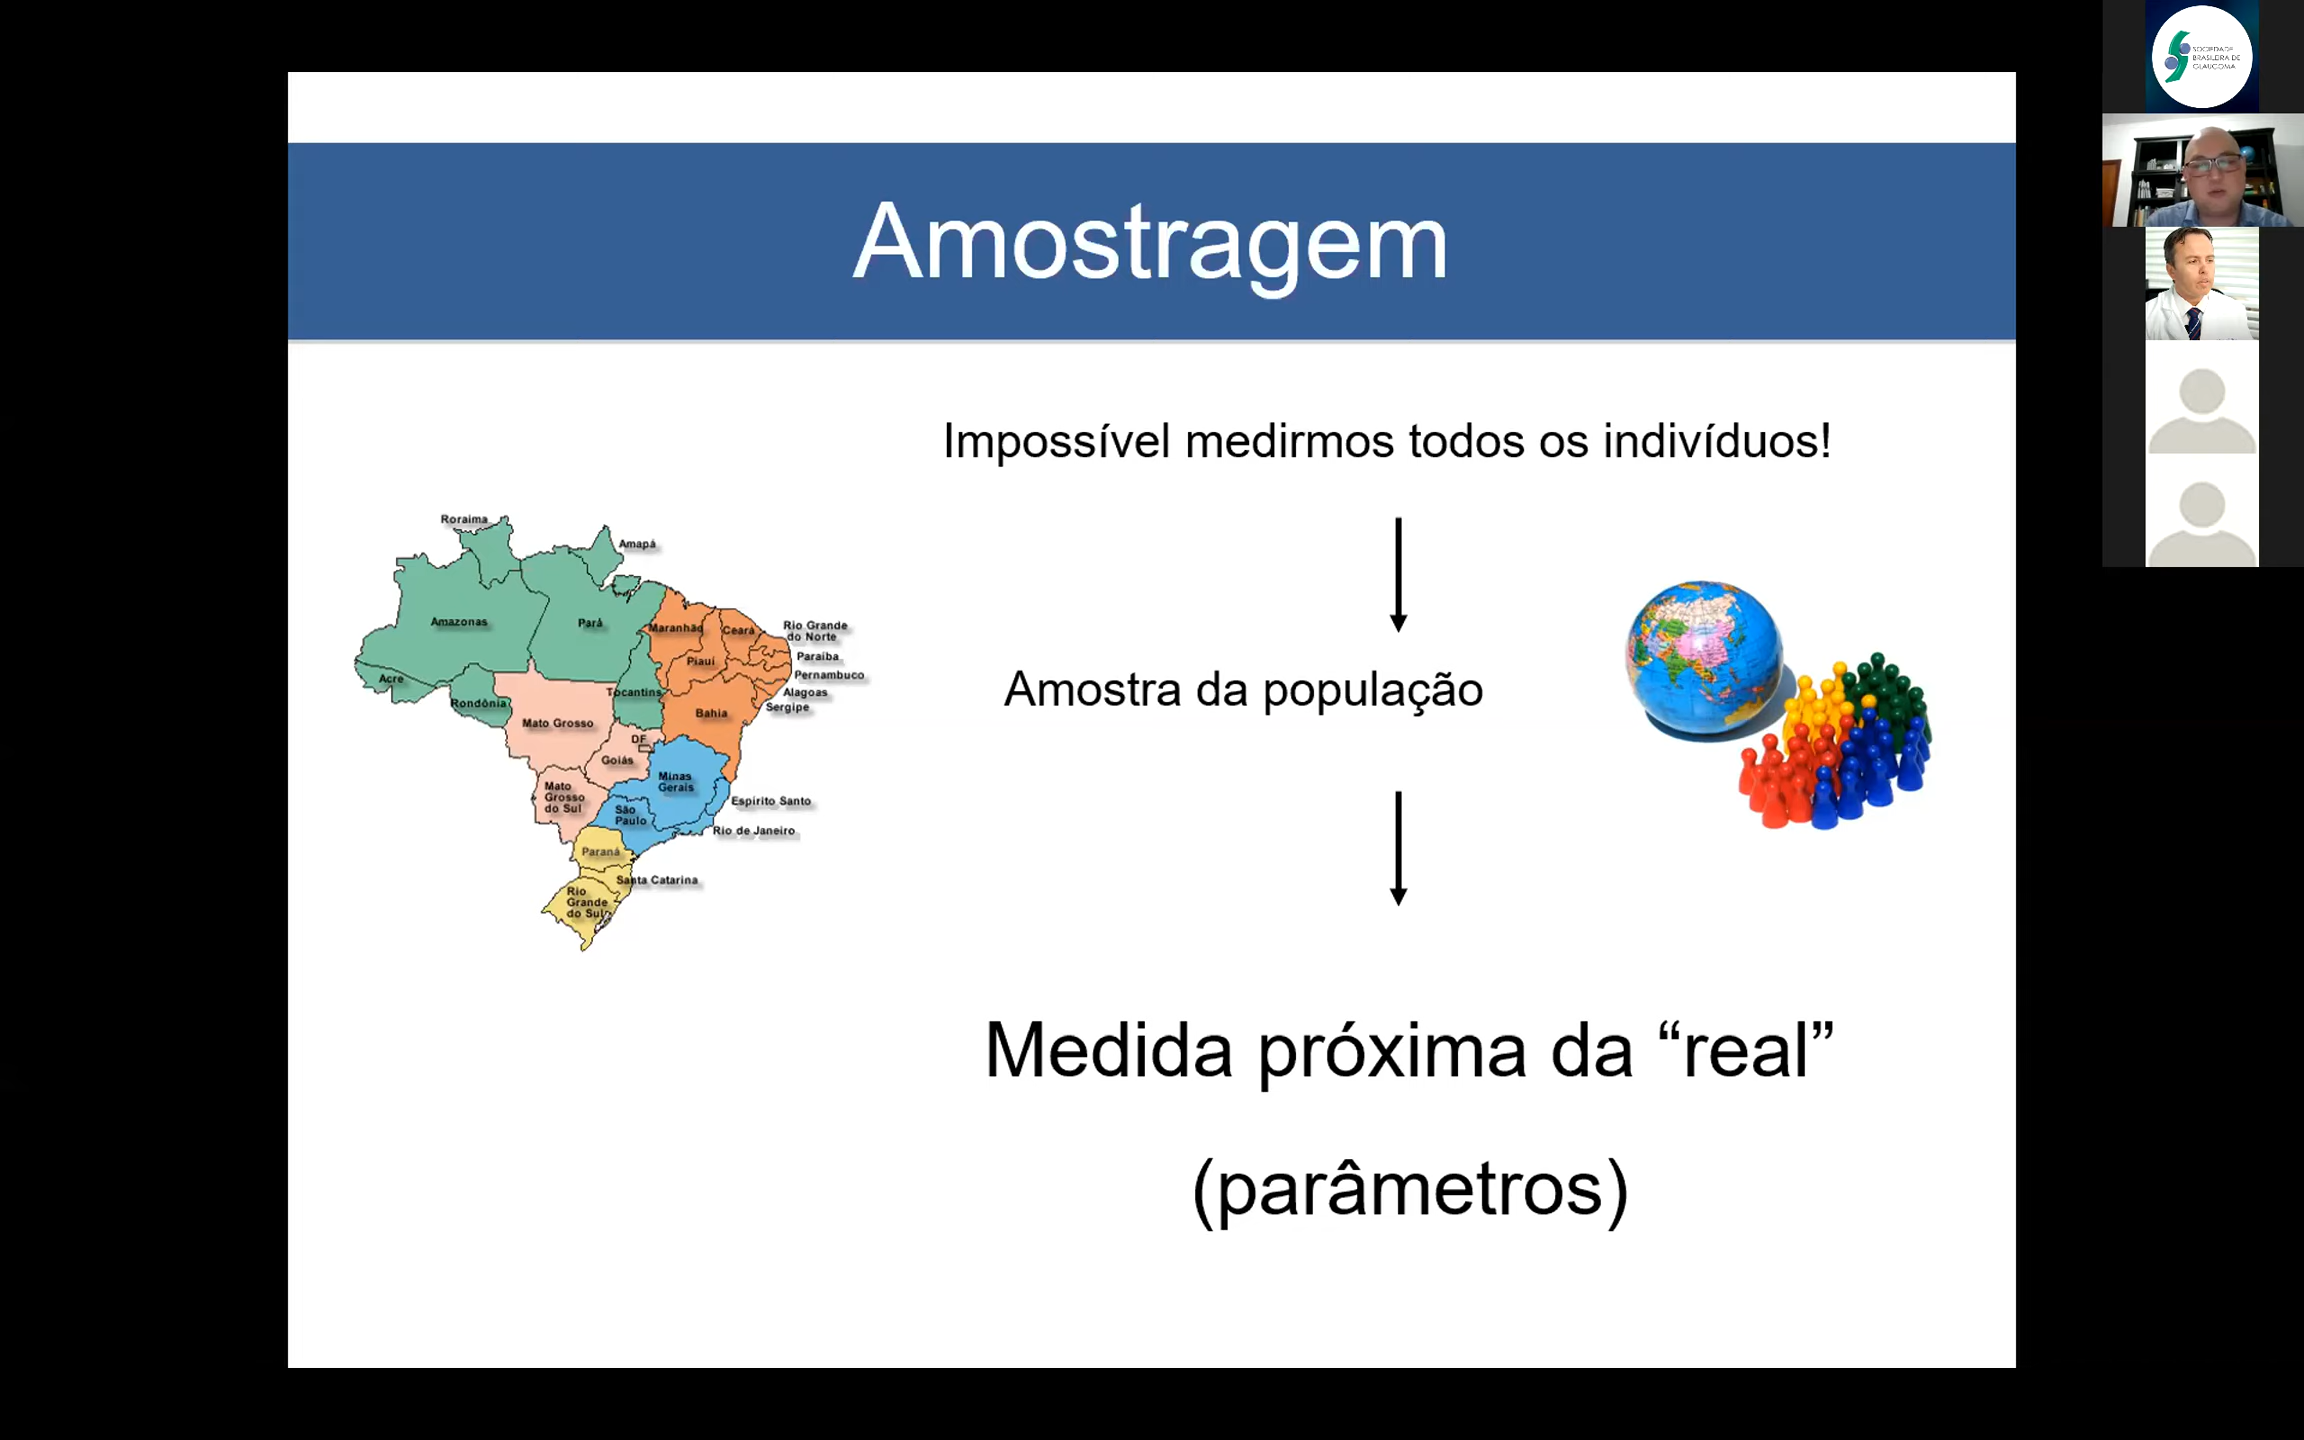 SOCIEDADE
BRASILEIRA DE
GLAUCOMA
Amostragem
Impossível medirmos todos os indivíduos!
Roraima
Amapá
Amazonas
Pará
Maranhão
Ceará
Rio Grande
do Norte
Paraíba
Piauí
Pernambuco
Acre
Rondônia
Tocantins
Alagoas
Sergipe
Bahia
Mato Grosso
DF
Goiás
Minas
Gerais
Mato
Grosso
do Sul
São
Paulo
Espírito Santo
Rio de Janeiro
Paraná
Santa Catarina
Rio
Grande
do Sul
Amostra da população
Medida próxima da “real”
(parâmetros)